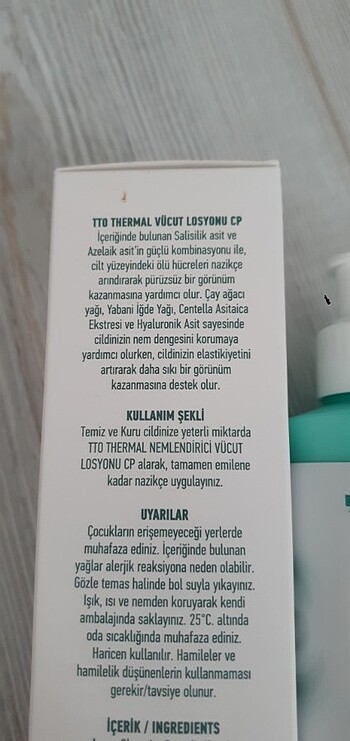 TTO THERMAL VÜCUT LOSYONU CP
İçeriğinde bulunan Salisilik asit ve
Azelaik asit'in güçlü kombinasyonu ile,
cilt yüzeyindeki ölü hücreleri nazikçe
arındırarak pürüzsüz bir görünüm
kazanmasına yardımcı olur. Çay ağacı
yağı, Yabani İğde Yağı, Centella Asitaica
Ekstresi ve Hyaluronik Asit sayesinde
cildinizin nem dengesini korumaya
yardımcı olurken, cildinizin elastikiyetini
artırarak daha sıkı bir görünüm
kazanmasına destek olur.
KULLANIM ŞEKLİ
Temiz ve Kuru cildinize yeterli miktarda
TTO THERMAL NEMLENDİRİCİ VÜCUT
LOSYONU CP alarak, tamamen emilene
kadar nazikçe uygulayınız.
UYARILAR
Çocukların erişemeyeceği yerlerde
muhafaza ediniz. İçeriğinde bulunan
yağlar alerjik reaksiyona neden olabilir.
Gözle temas halinde bol suyla yıkayınız.
Işık, ısı ve nemden koruyarak kendi
ambalajında saklayınız. 25°C. altında
oda sıcaklığında muhafaza ediniz.
Haricen kullanılır. Hamileler ve
hamilelik düşünenlerin kullanmaması
gerekir/tavsiye olunur.
İÇERİK / INGREDIENTS